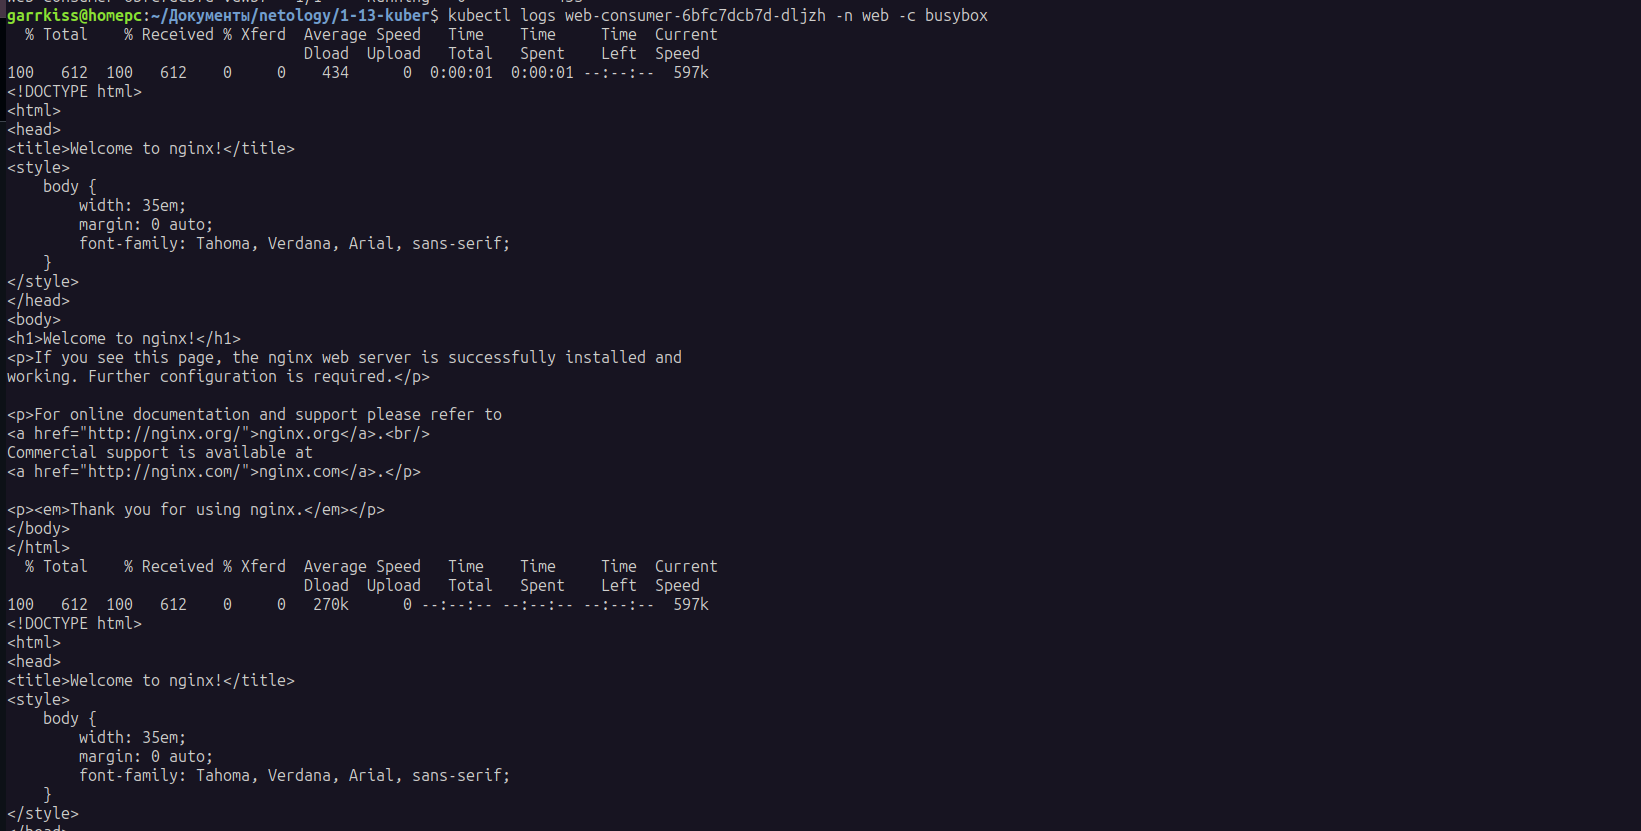 garrkiss@homepc:~/Документы/netology/1-13-kuber$ kubectl logs web-consumer-6bfc7dcb7d-dljzh -n web -c busybox
  % Total    % Received % Xferd  Average Speed   Time    Time     Time  Current
                                 Dload  Upload   Total   Spent    Left  Speed
100   612  100   612    0     0    434      0  0:00:01  0:00:01 --:--:--  597k
<!DOCTYPE html>
<html>
<head>
<title>Welcome to nginx!</title>
<style>
    body {
        width: 35em;
        margin: 0 auto;
        font-family: Tahoma, Verdana, Arial, sans-serif;
    }
</style>
</head>
<body>
<h1>Welcome to nginx!</h1>
<p>If you see this page, the nginx web server is successfully installed and
working. Further configuration is required.</p>

<p>For online documentation and support please refer to
<a href="http://nginx.org/">nginx.org</a>.<br/>
Commercial support is available at
<a href="http://nginx.com/">nginx.com</a>.</p>

<p><em>Thank you for using nginx.</em></p>
</body>
</html>
  % Total    % Received % Xferd  Average Speed   Time    Time     Time  Current
                                 Dload  Upload   Total   Spent    Left  Speed
100   612  100   612    0     0   270k      0 --:--:-- --:--:-- --:--:--  597k
<!DOCTYPE html>
<html>
<head>
<title>Welcome to nginx!</title>
<style>
    body {
        width: 35em;
        margin: 0 auto;
        font-family: Tahoma, Verdana, Arial, sans-serif;
    }
</style>